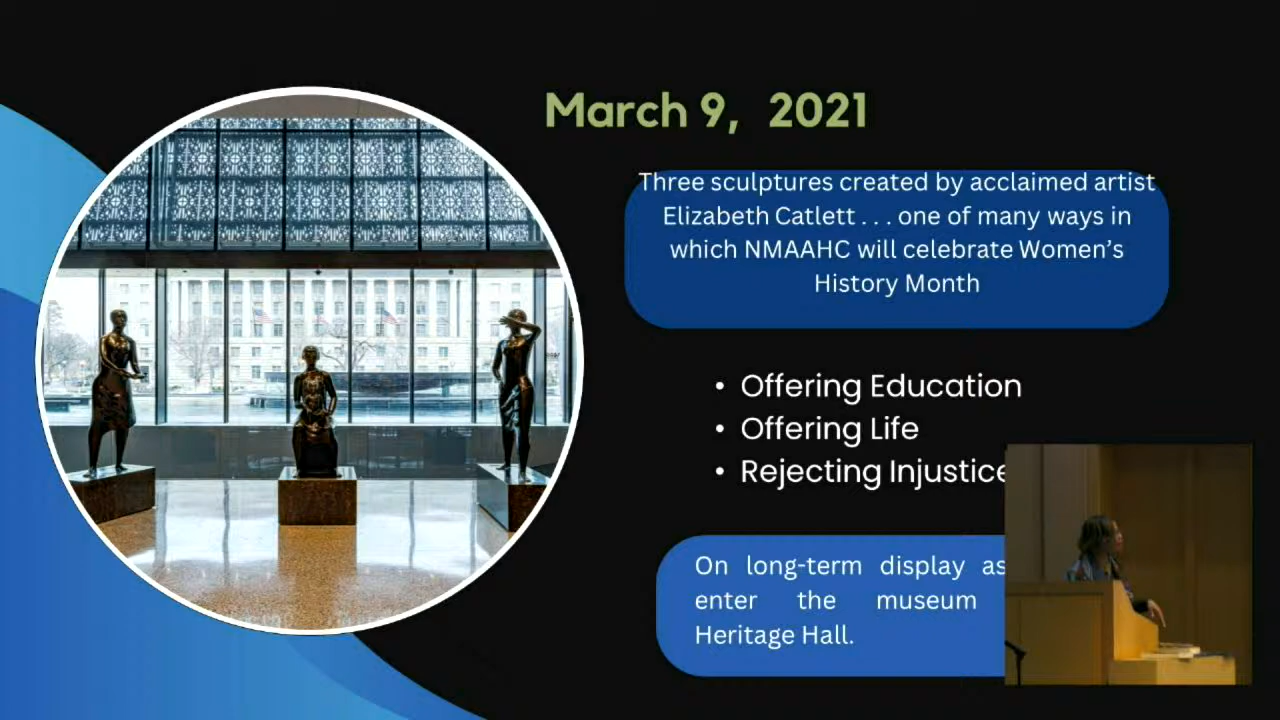 March 9, 2021
Three sculptures created by acclaimed artist
Elizabeth Catlett . . . one of many ways in
which NMAAHC will celebrate Women’s
History Month
• Offering Education
• Offering Life
• Rejecting Injustice
On long-term display as
enter the museum
Heritage Hall.